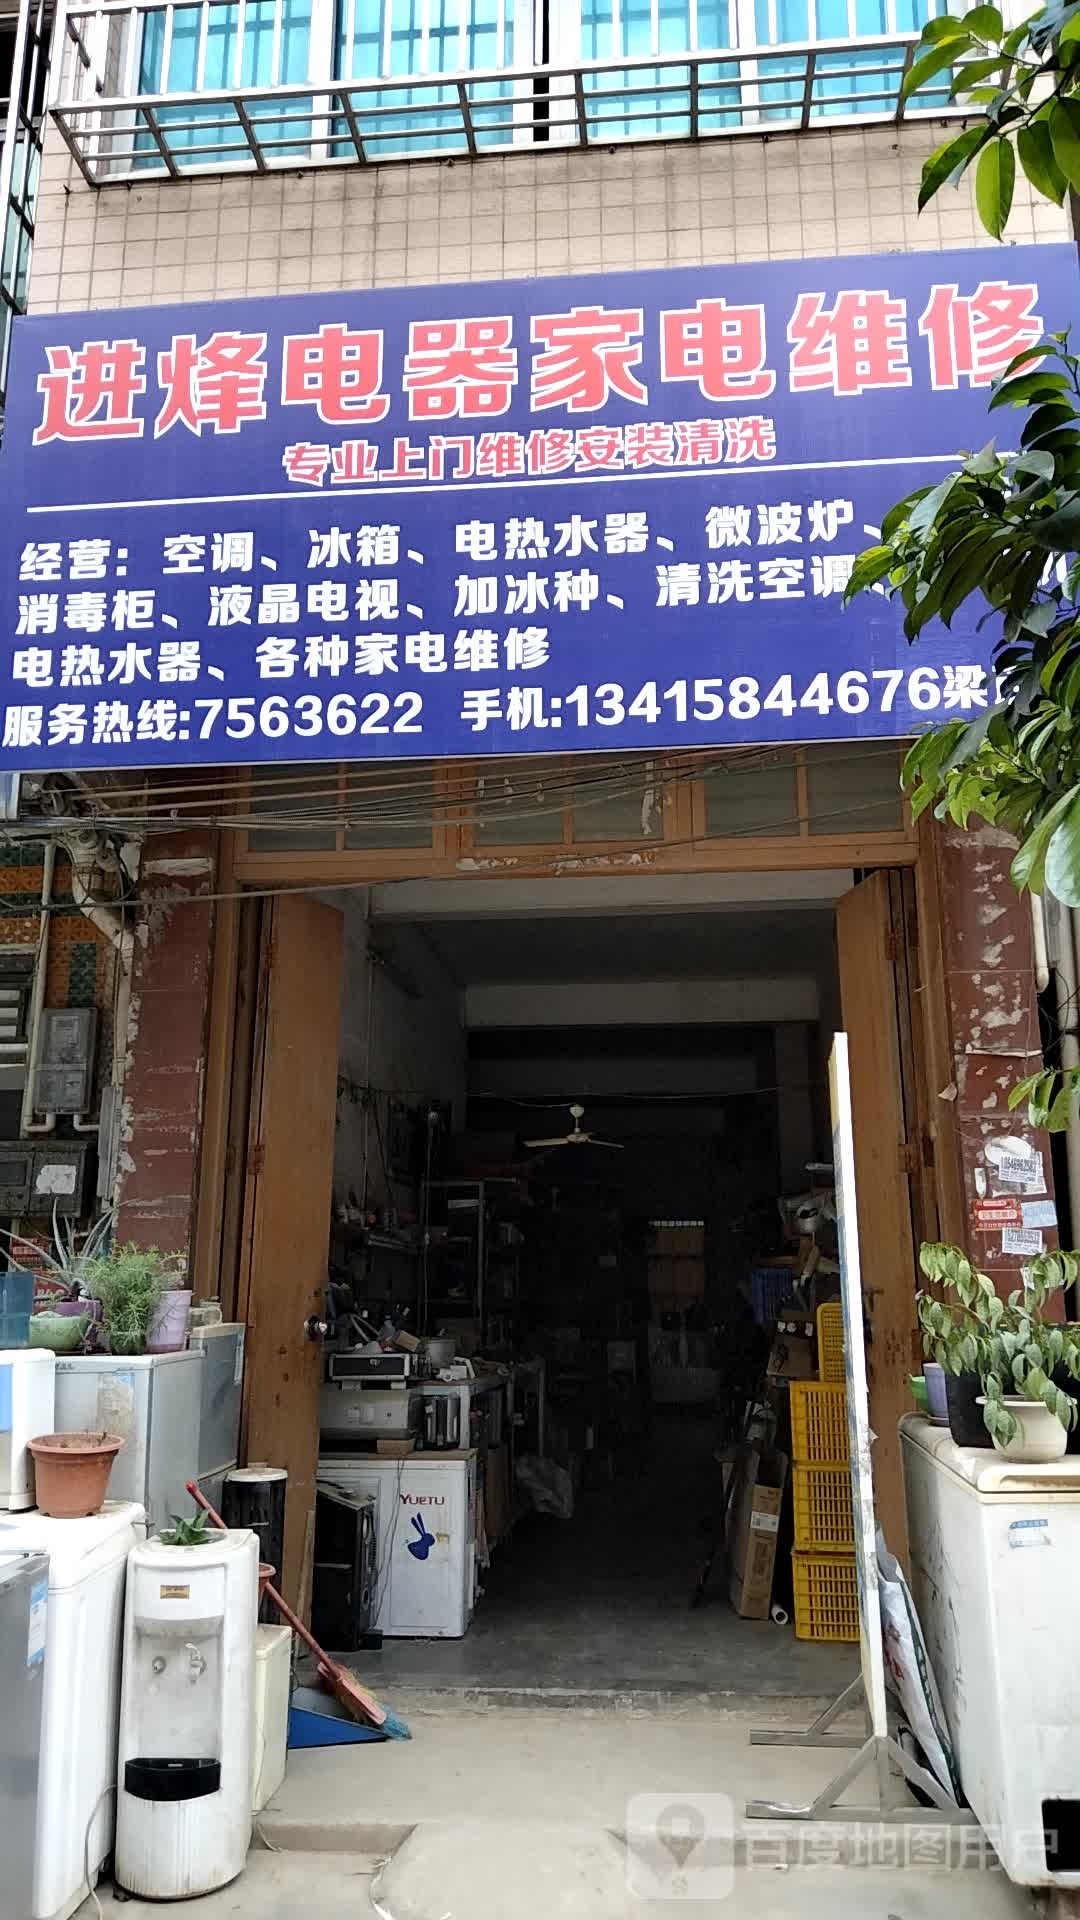 进烽电器家电维修
专业上门维修安装清洗
经营：空调、冰箱、电热水器、微波炉、
消毒柜、液晶电视、加冰种、清洗空调、
电热水器、各种家电维修
服务热线:7563622 手机:13415844676梁
YUETU
百度地图用户